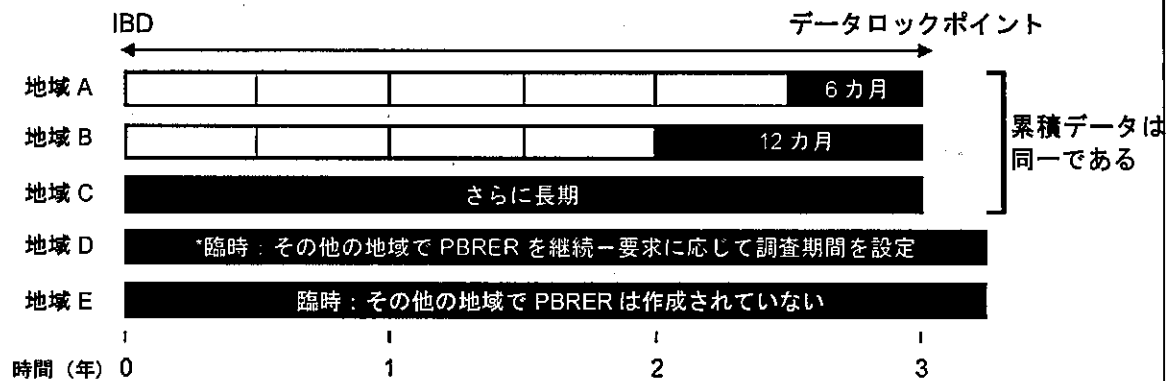 IBD データロックポイント
地域 A 6 カ月
地域 B 12 カ月
累積データは
同一である
地域 C さらに長期
地域 D *臨時：その他の地域で PBRER を継続－要求に応じて調査期間を設定
地域 E 臨時：その他の地域で PBRER は作成されていない
時間（年） 0 1 2 3